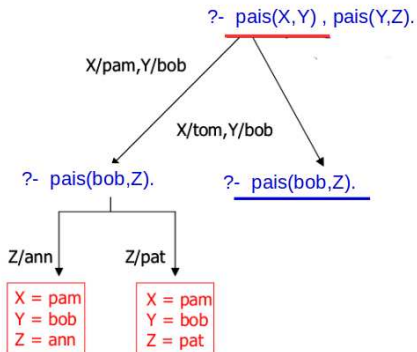 ?- pais(X,Y) , pais(Y,Z).
X/pam,Y/bob
X/tom,Y/bob
?- pais(bob,Z).
?- pais(bob,Z).
Z/ann
Z/pat
X = pam
Y = bob
Z = ann
X = pam
Y = bob
Z = pat